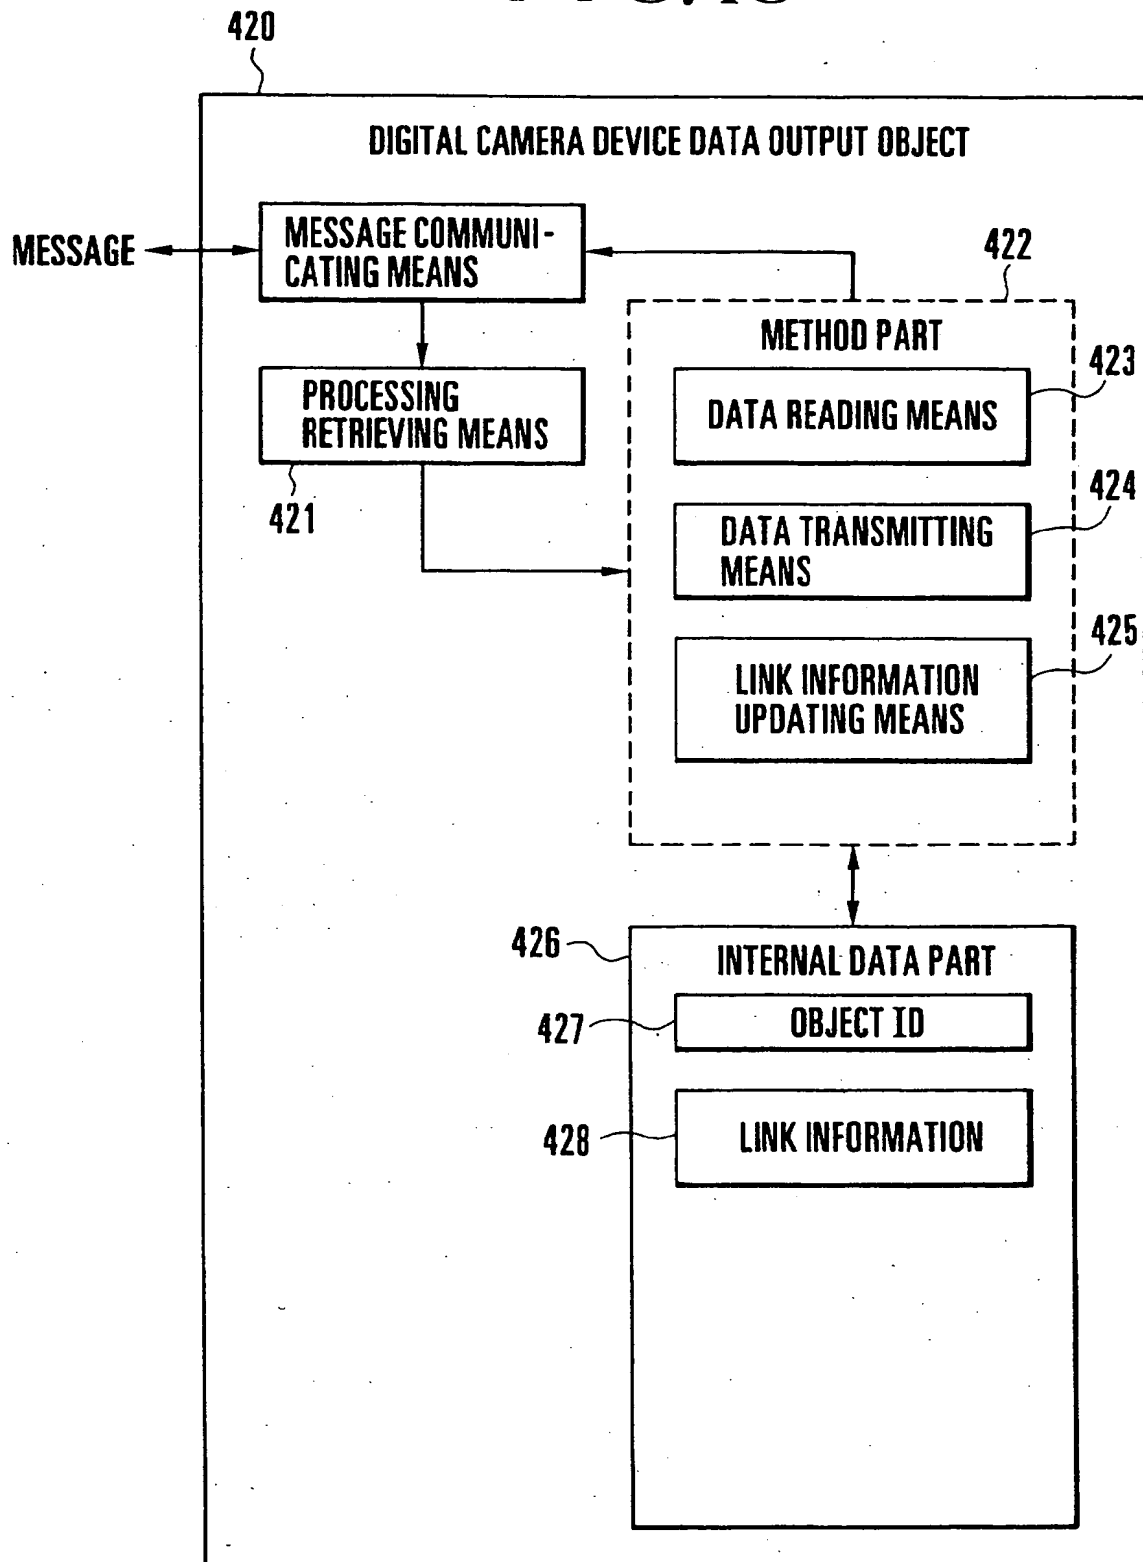 420
DIGITAL CAMERA DEVICE DATA OUTPUT OBJECT
MESSAGE
MESSAGE COMMUNI-
CATING MEANS
422
METHOD PART
423
PROCESSING
RETRIEVING MEANS
DATA READING MEANS
421
424
DATA TRANSMITTING
MEANS
425
LINK INFORMATION
UPDATING MEANS
426
INTERNAL DATA PART
427
OBJECT ID
428
LINK INFORMATION